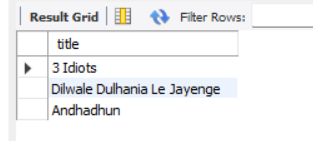 Result Grid Filter Rows:
title
3 Idiots
Dilwale Dulhania Le Jayenge
Andhadhun